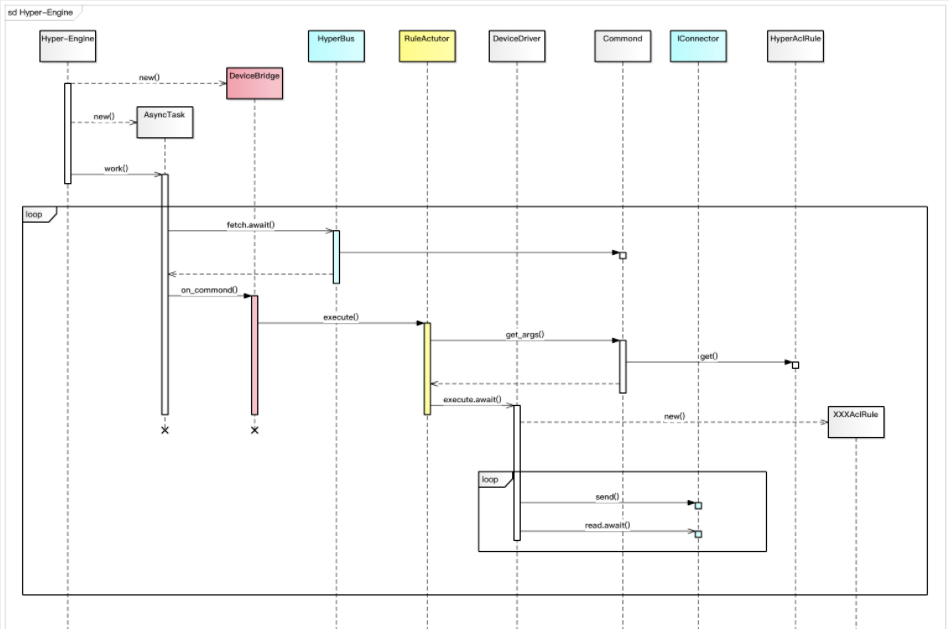 sd Hyper-Engine
Hyper-Engine
HyperBus
RuleActutor
DeviceDriver
Commond
IConnector
HyperAclRule
new()
DeviceBridge
new()
AsyncTask
work()
loop
fetch.await()
on_commond()
execute()
get_args()
get()
execute.await()
new()
XXXAclRule
loop
send()
read.await()